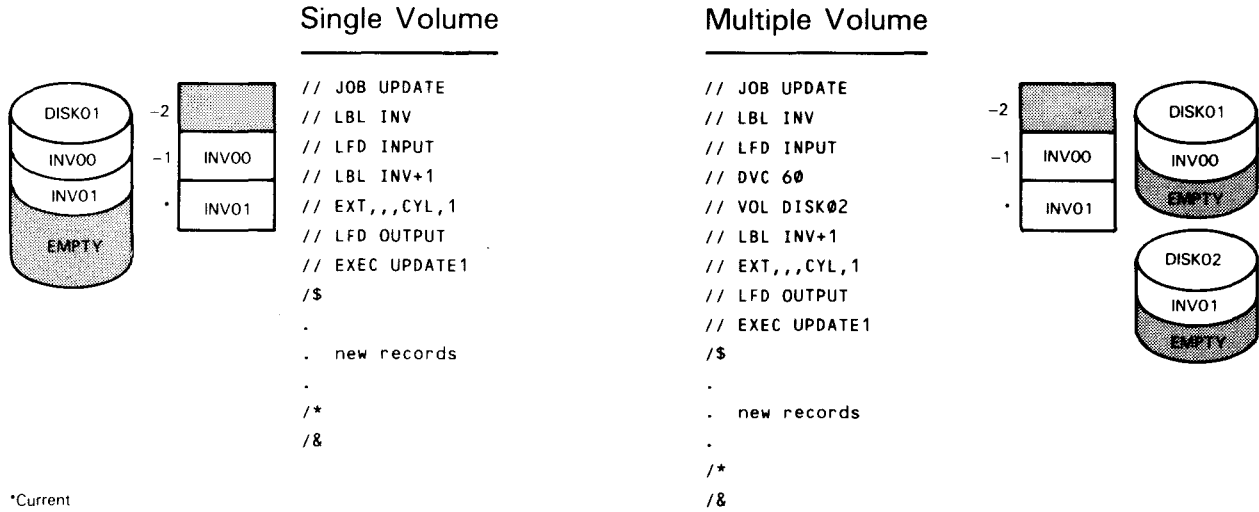 Single Volume
DISK01
INV00
INV01
EMPTY
-2
-1
INV00
*
INV01
// JOB UPDATE
// LBL INV
// LFD INPUT
// LBL INV+1
// EXT,,,CYL,1
// LFD OUTPUT
// EXEC UPDATE1
/$
.
. new records
.
/*
/&
*Current
Multiple Volume
// JOB UPDATE
// LBL INV
// LFD INPUT
// DVC 6Ø
// VOL DISKØ2
// LBL INV+1
// EXT,,,CYL,1
// LFD OUTPUT
// EXEC UPDATE1
/$
.
. new records
.
/*
/&
-2
-1
INV00
*
INV01
DISK01
INV00
EMPTY
DISK02
INV01
EMPTY